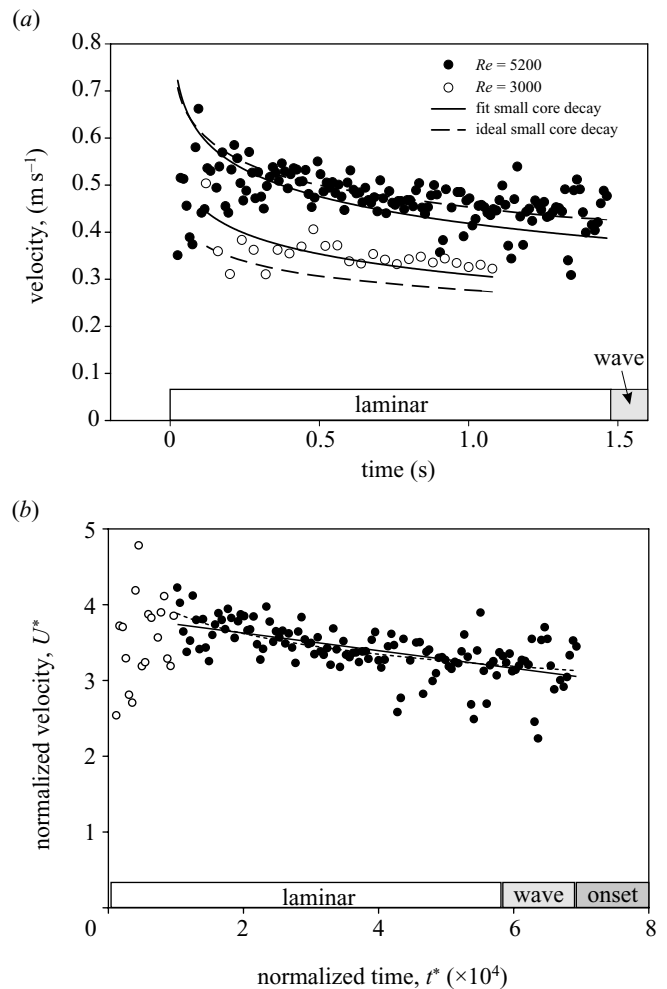 (a)
0.8
0.7
0.6
0.5
0.4
0.3
0.2
0.1
0
velocity, (m s⁻¹)
Re = 5200
Re = 3000
fit small core decay
ideal small core decay
wave
laminar
0 0.5 1.0 1.5
time (s)
(b)
5
4
3
2
1
normalized velocity, U*
laminar wave onset
0 2 4 6 8
normalized time, t* (×10⁴)